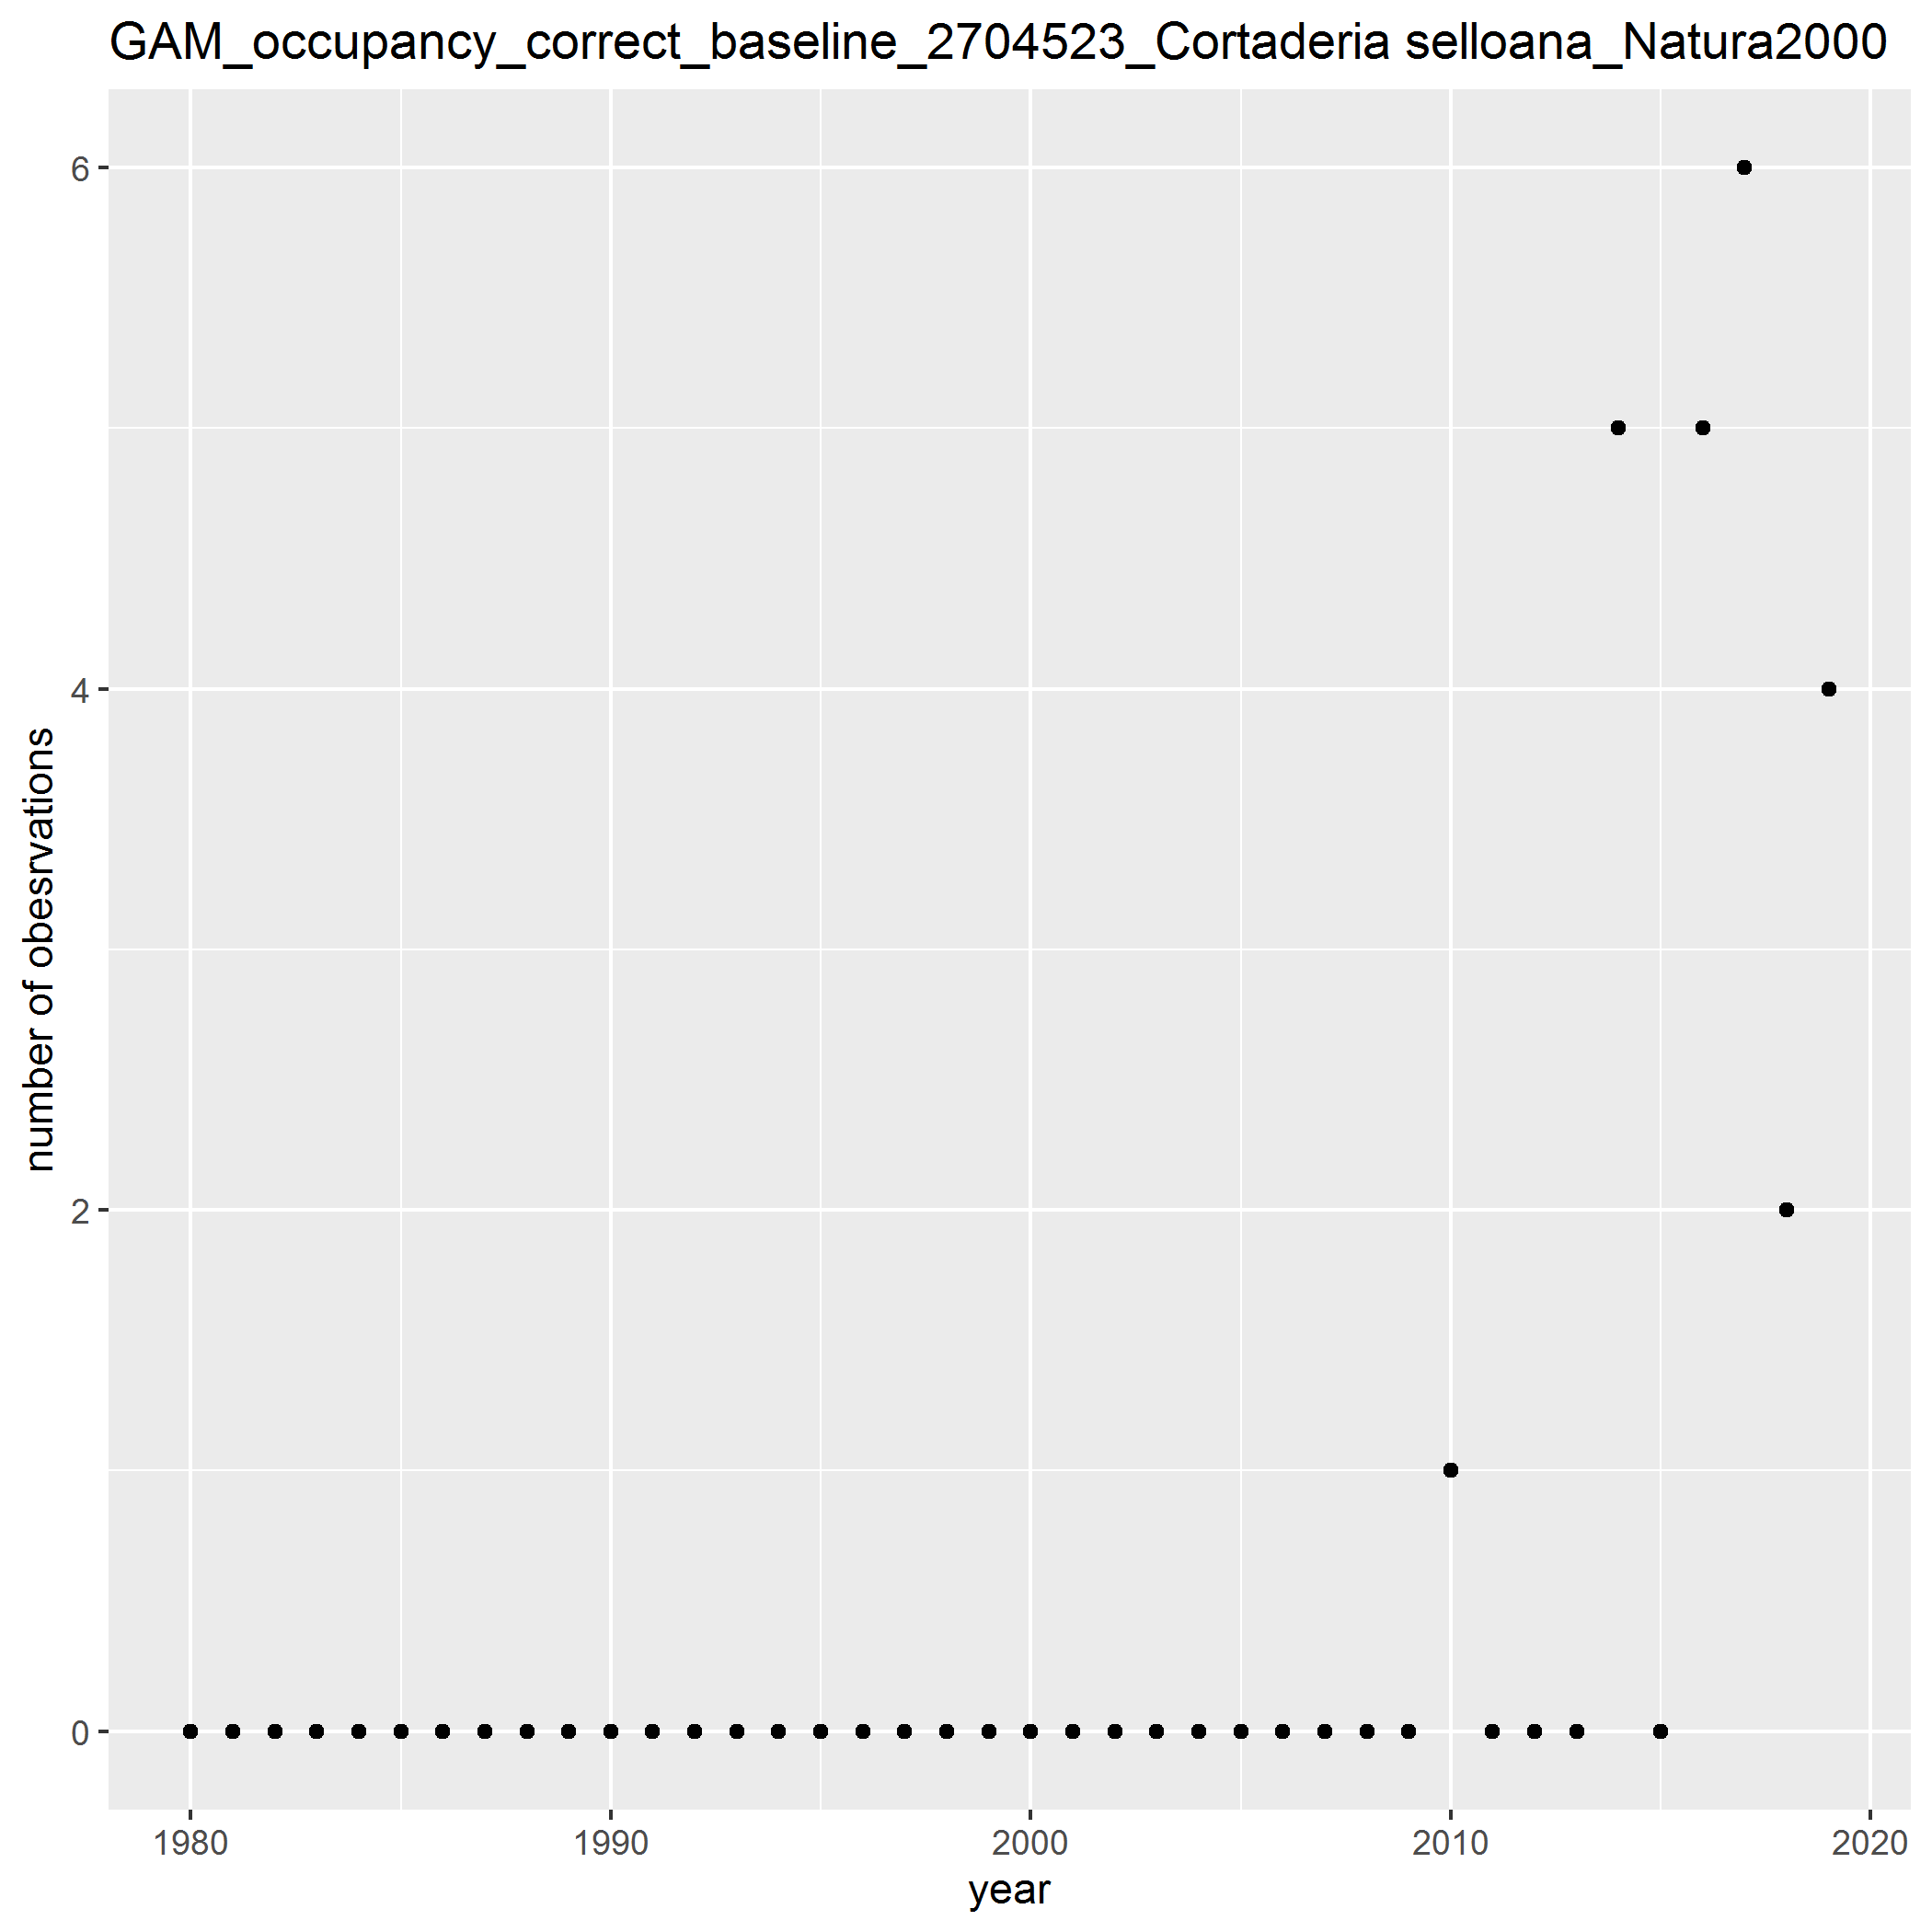 GAM_occupancy_correct_baseline_2704523_Cortaderia selloana_Natura2000
6
4
2
0
number of obesrvations
1980 1990 2000 2010 2020
year